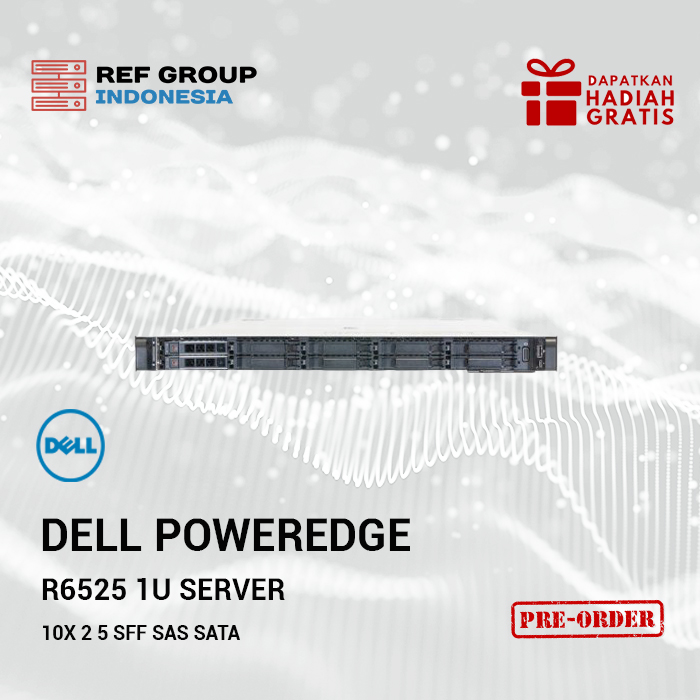 REF GROUP
INDONESIA
DAPATKAN
HADIAH
GRATIS
DELL
DELL POWEREDGE
R6525 1U SERVER
10X 2 5 SFF SAS SATA
PRE-ORDER